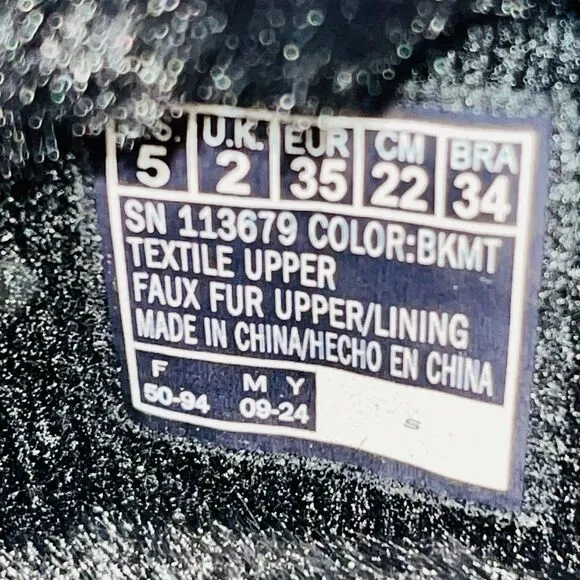 U.K. EUR CM BRA
5 2 35 22 34
SN 113679 COLOR:BKMT
TEXTILE UPPER
FAUX FUR UPPER/LINING
MADE IN CHINA/HECHO EN CHINA
F M Y
50-94 09-24
S